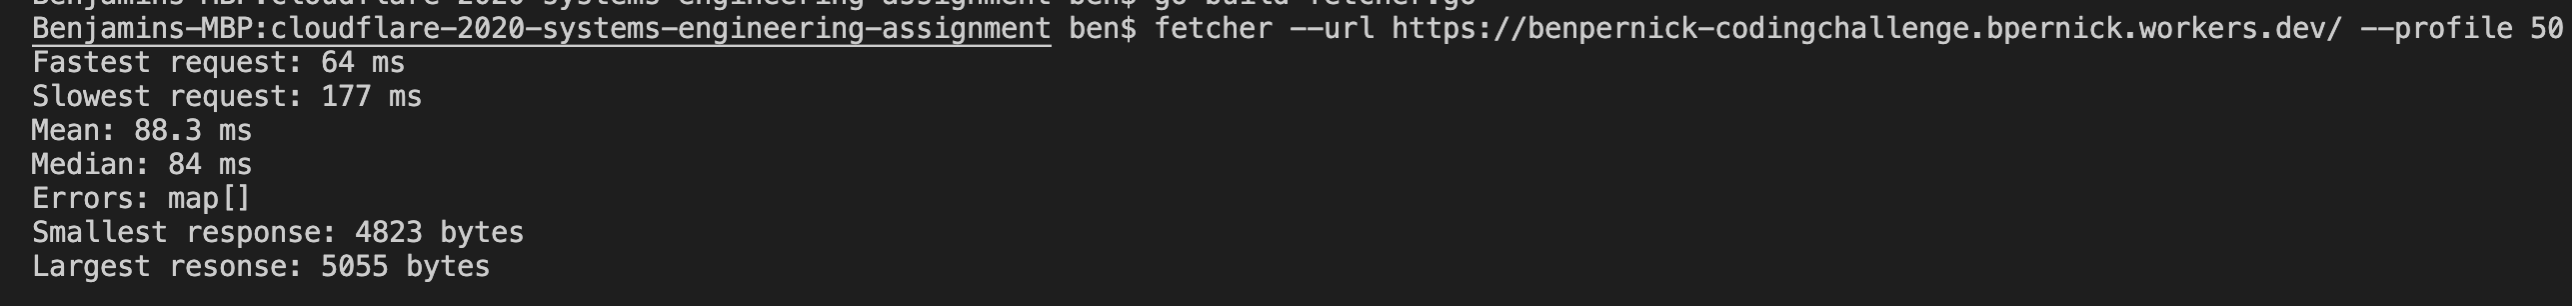 Benjamins-MBP:cloudflare-2020-systems-engineering-assignment ben$ go build fetcher.go
Benjamins-MBP:cloudflare-2020-systems-engineering-assignment ben$ fetcher --url https://benpernick-codingchallenge.bpernick.workers.dev/ --profile 50
Fastest request: 64 ms
Slowest request: 177 ms
Mean: 88.3 ms
Median: 84 ms
Errors: map[]
Smallest response: 4823 bytes
Largest resonse: 5055 bytes